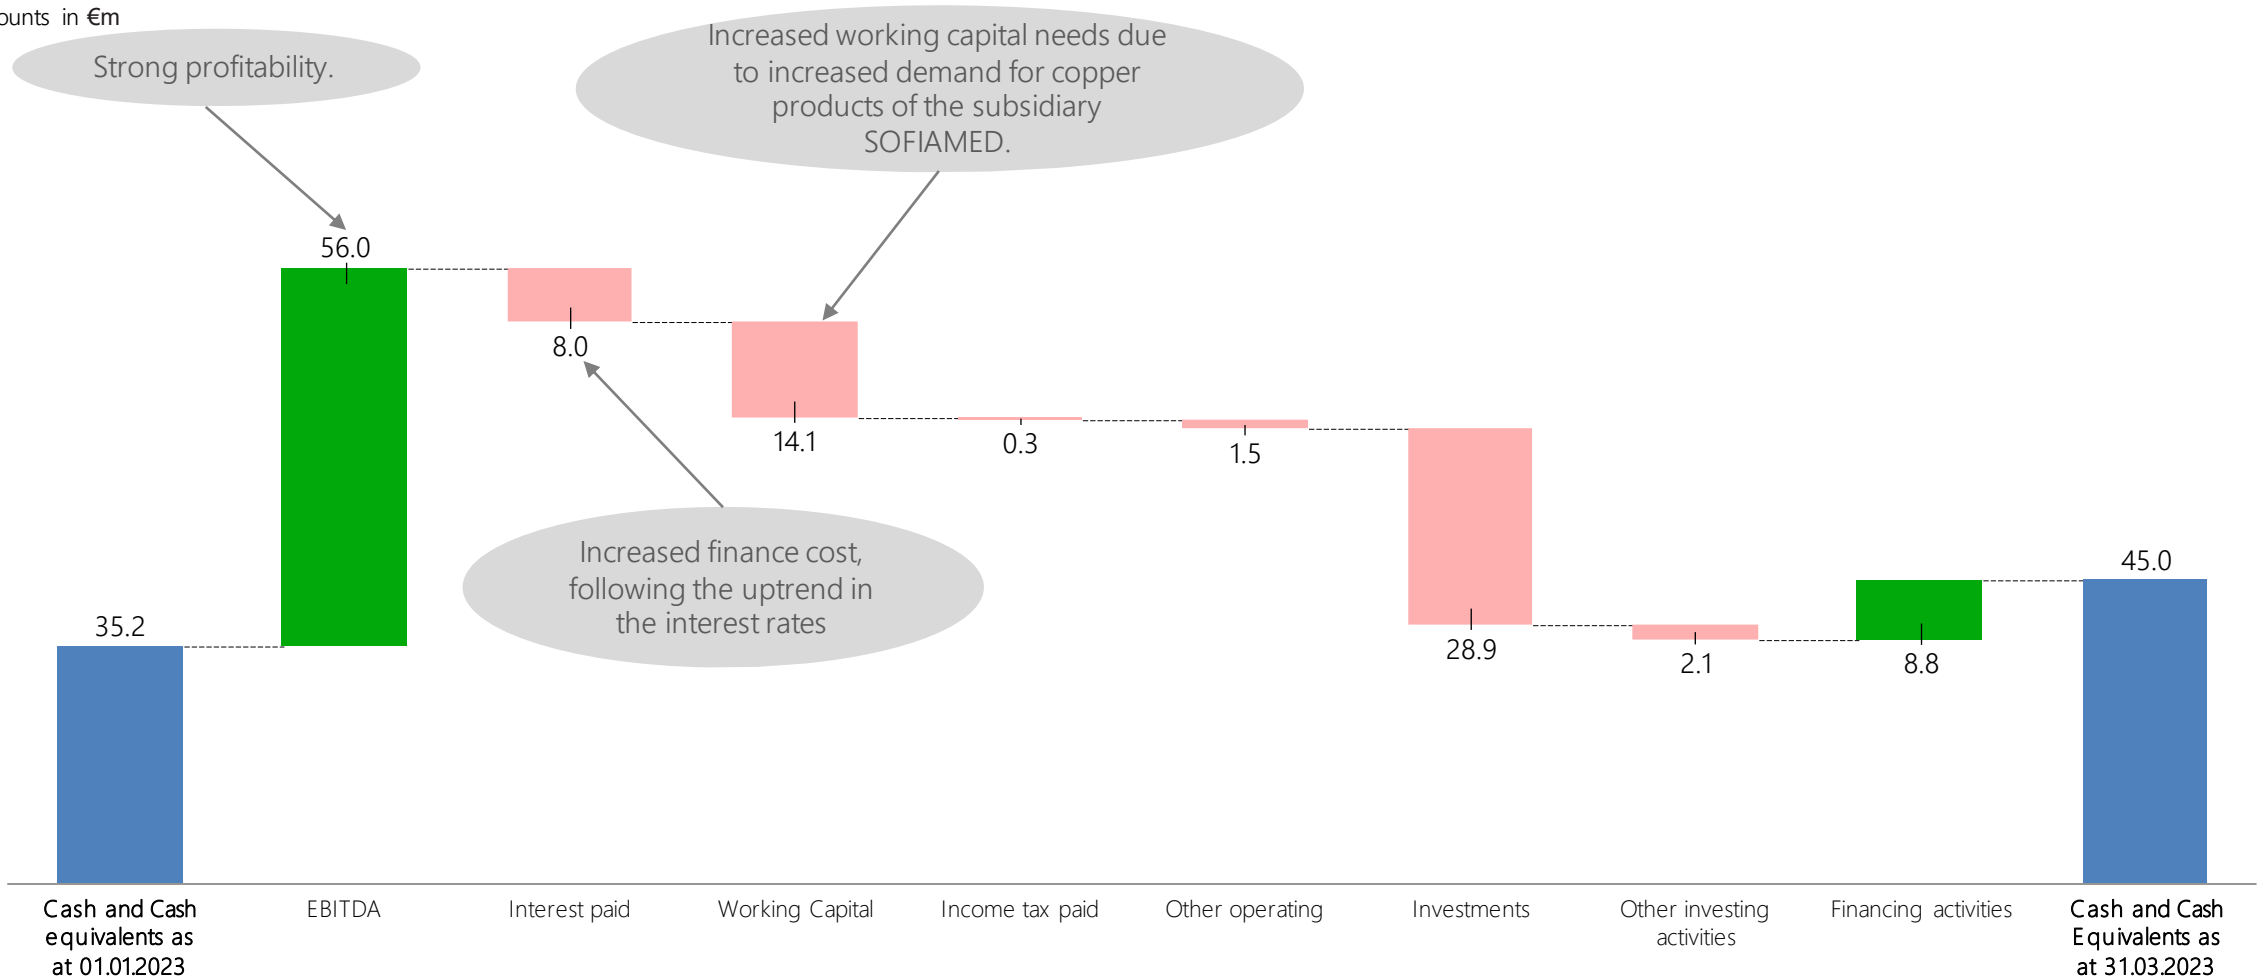 ounts in €m
Strong profitability.
Increased working capital needs due
to increased demand for copper
products of the subsidiary
SOFIAMED.
56.0
8.0
14.1
0.3
1.5
Increased finance cost,
following the uptrend in
the interest rates
35.2
28.9
2.1
8.8
45.0
Cash and Cash
equivalents as
at 01.01.2023
EBITDA
Interest paid
Working Capital
Income tax paid
Other operating
Investments
Other investing
activities
Financing activities
Cash and Cash
Equivalents as
at 31.03.2023